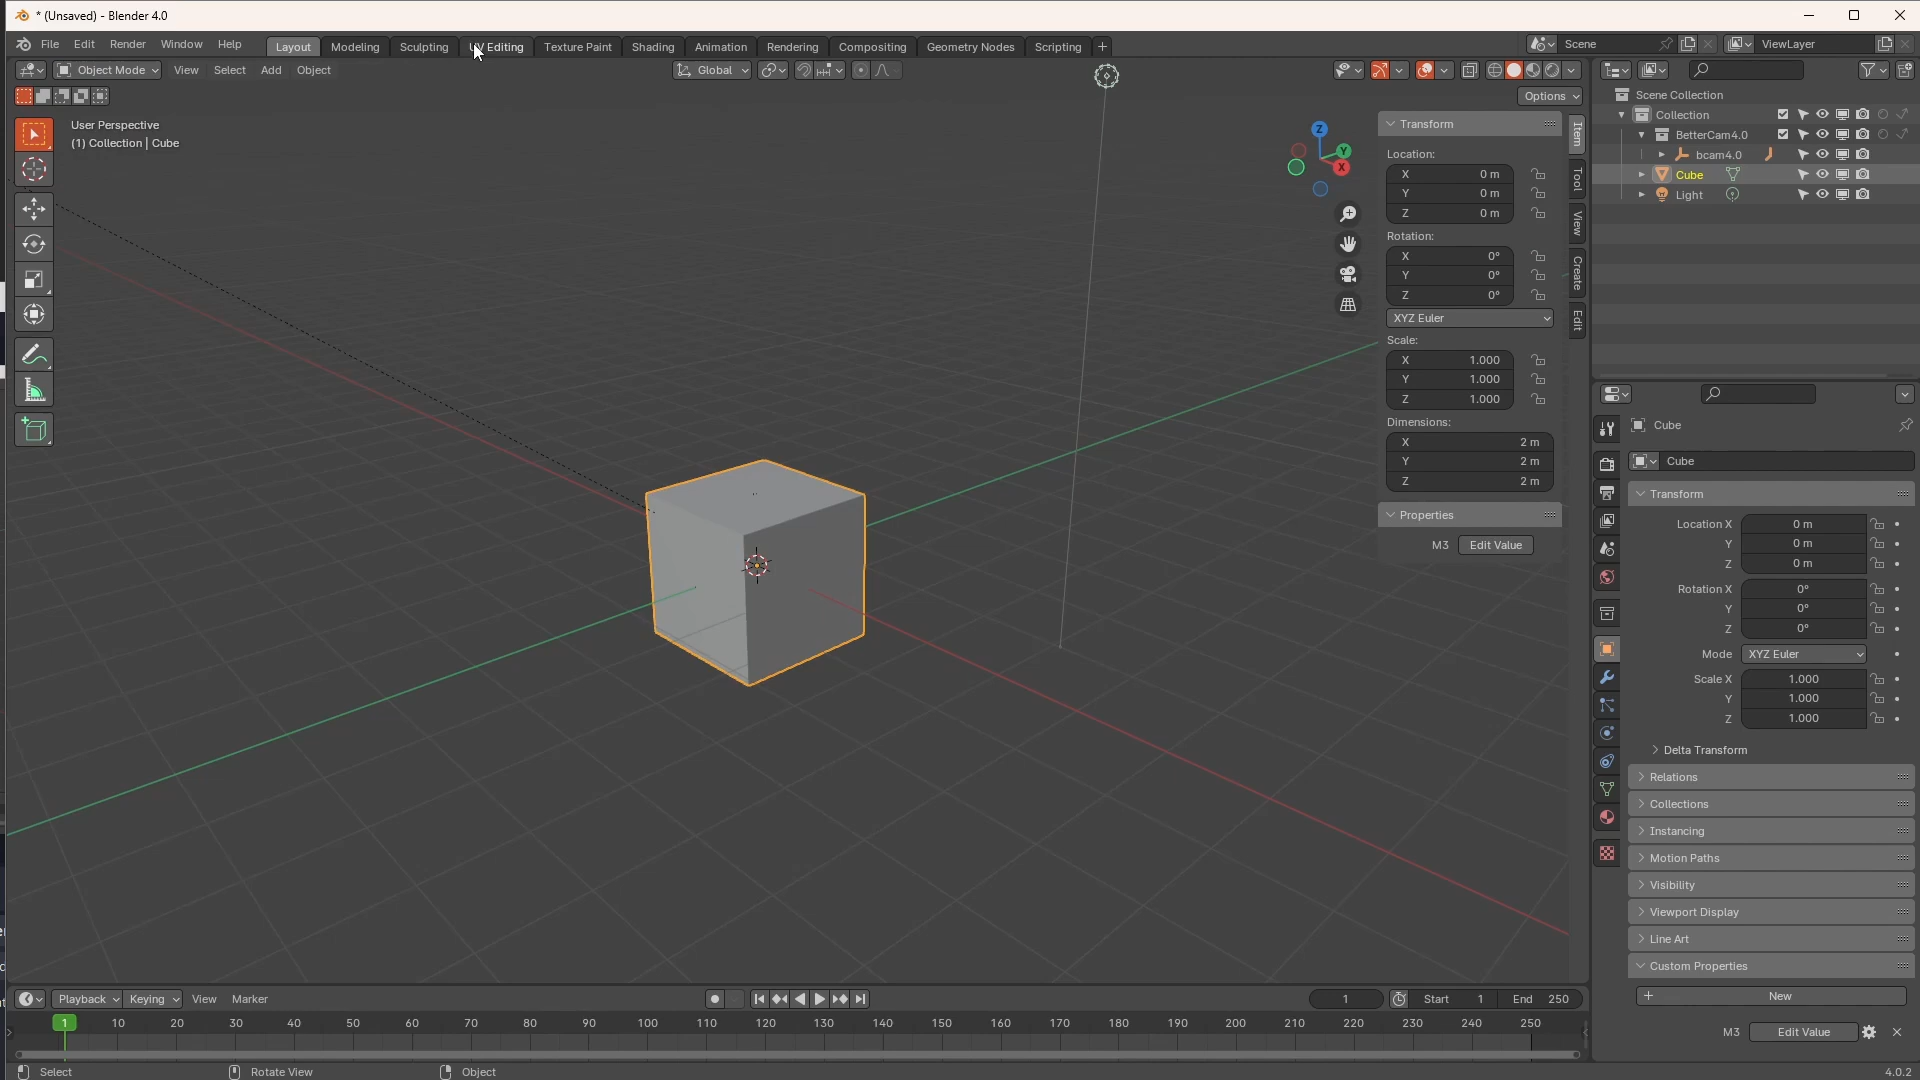 * (Unsaved) - Blender 4.0
File Edit Render Window Help Layout Modeling Sculpting UV Editing Texture Paint Shading Animation Rendering Compositing Geometry Nodes Scripting + Scene ViewLayer
Object Mode View Select Add Object Global
Options
User Perspective
(1) Collection | Cube
Z
Y
X
Transform
Location:
X 0 m
Y 0 m
Z 0 m
Rotation:
X 0°
Y 0°
Z 0°
XYZ Euler
Scale:
X 1.000
Y 1.000
Z 1.000
Dimensions:
X 2 m
Y 2 m
Z 2 m
Properties
M3 Edit Value
Item
Tool
View
Create
Edit
Scene Collection
Collection
BetterCam4.0
bcam4.0
Cube
Light
Cube
Cube
Transform
Location X 0 m
Y 0 m
Z 0 m
Rotation X 0°
Y 0°
Z 0°
Mode XYZ Euler
Scale X 1.000
Y 1.000
Z 1.000
Delta Transform
Relations
Collections
Instancing
Motion Paths
Visibility
Viewport Display
Line Art
Custom Properties
+ New
M3 Edit Value
Playback Keying View Marker 1 Start 1 End 250
1 10 20 30 40 50 60 70 80 90 100 110 120 130 140 150 160 170 180 190 200 210 220 230 240 250
Select Rotate View Object 4.0.2